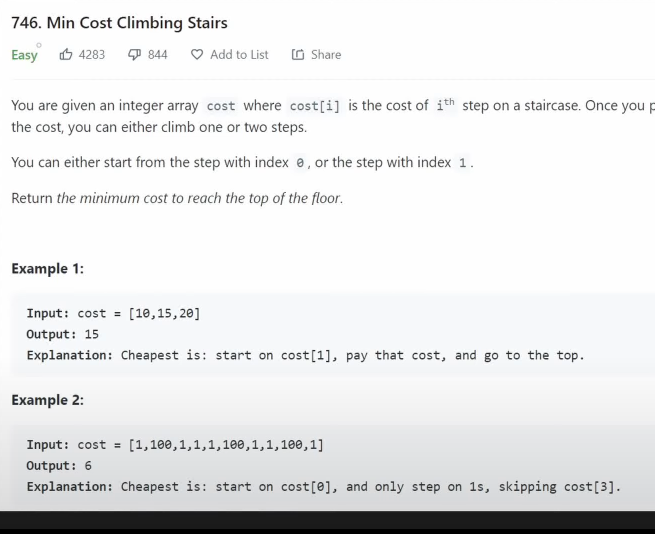 746. Min Cost Climbing Stairs
Easy 4283 844 Add to List Share
You are given an integer array cost where cost[i] is the cost of ith step on a staircase. Once you
the cost, you can either climb one or two steps.
You can either start from the step with index 0, or the step with index 1.
Return the minimum cost to reach the top of the floor.
Example 1:
Input: cost = [10,15,20]
Output: 15
Explanation: Cheapest is: start on cost[1], pay that cost, and go to the top.
Example 2:
Input: cost = [1,100,1,1,1,100,1,1,100,1]
Output: 6
Explanation: Cheapest is: start on cost[0], and only step on 1s, skipping cost[3].